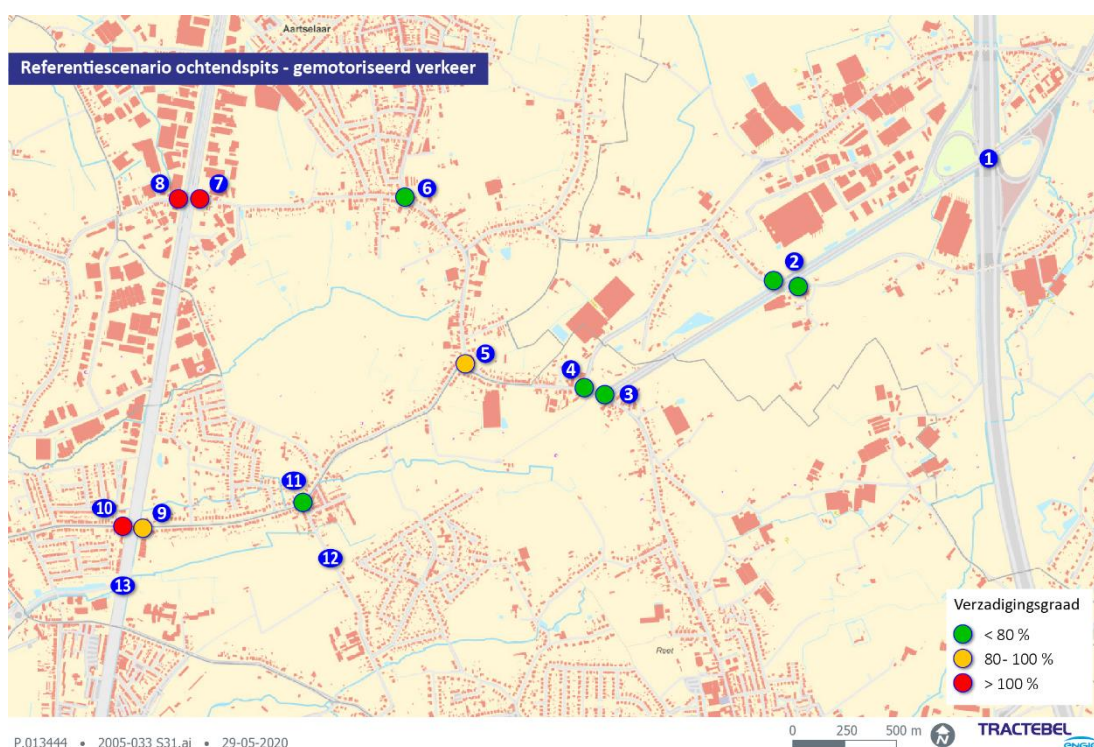 Aartselaar
Referentiescenario ochtendspits - gemotoriseerd verkeer
1
8
7
6
2
5
4
3
11
10
9
12
13
Reet
Verzadigingsgraad
< 80 %
80- 100 %
> 100 %
P.013444 • 2005-033 S31.ai • 29-05-2020
0 250 500 m
N
TRACTEBEL
ENGIE